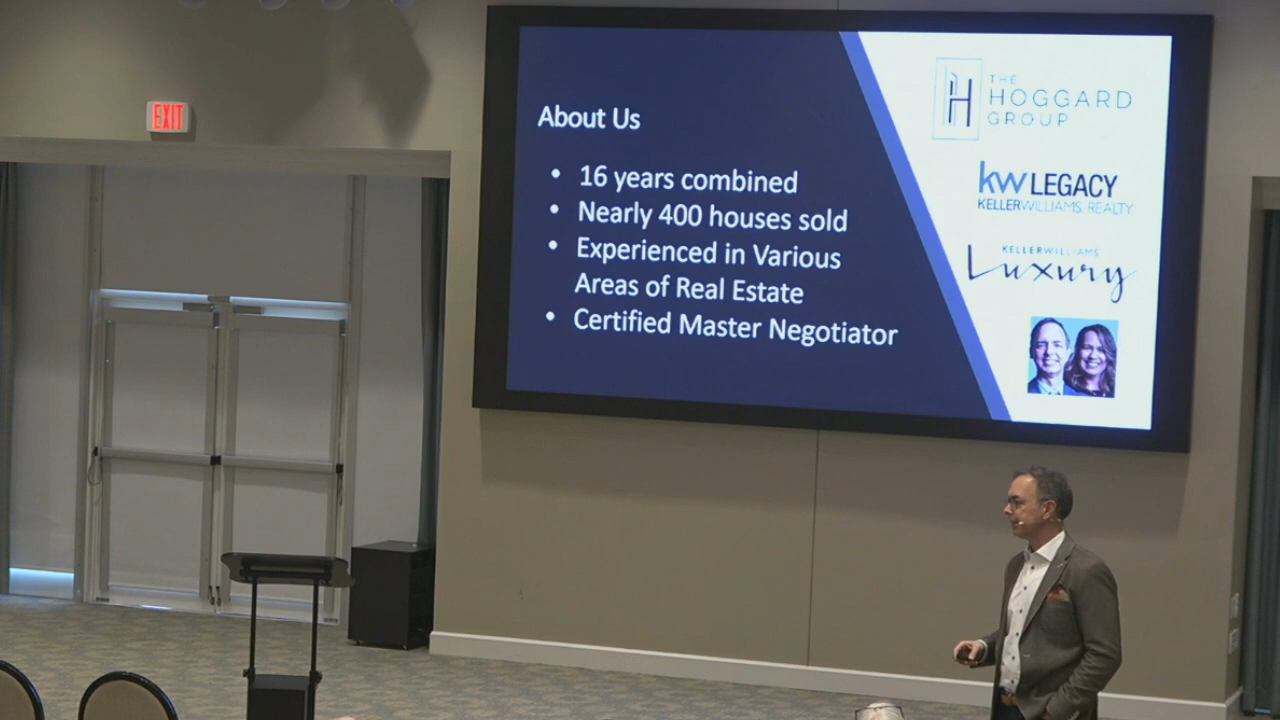 EXIT
About Us
• 16 years combined
• Nearly 400 houses sold
• Experienced in Various
Areas of Real Estate
• Certified Master Negotiator
H
THE
HOGGARD
GROUP
kw LEGACY
KELLERWILLIAMS. REALTY
KELLERWILLIAMS
Luxury